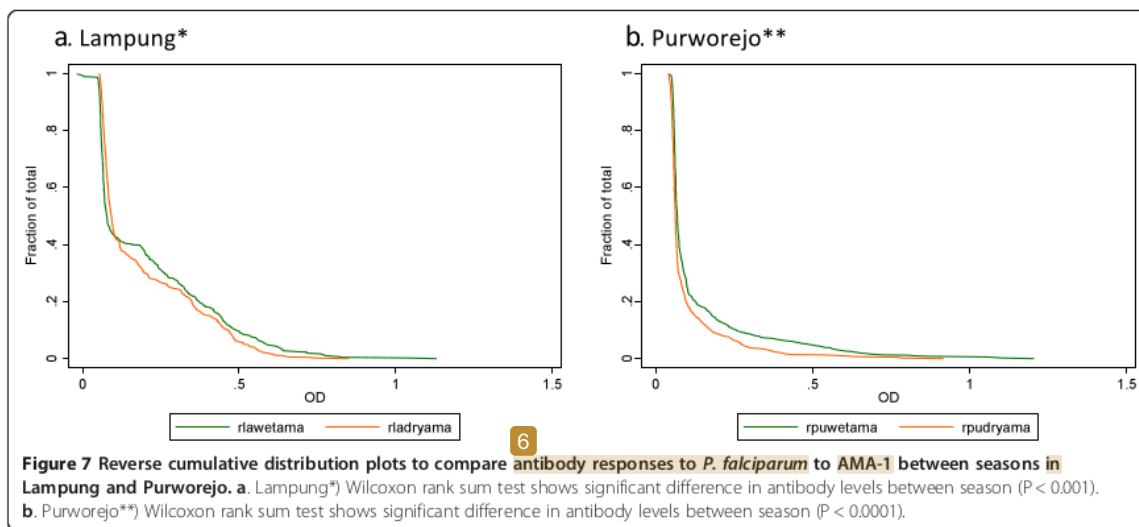 a. Lampung*
b. Purworejo**
Fraction of total
1
.8
.6
.4
.2
0
0
.5
1
1.5
OD
rlawetama
rladryama
Fraction of total
1
.8
.6
.4
.2
0
0
.5
1
1.5
OD
rpuwetama
rpudryama
6
Figure 7 Reverse cumulative distribution plots to compare antibody responses to P. falciparum to AMA-1 between seasons in
Lampung and Purworejo. a. Lampung*) Wilcoxon rank sum test shows significant difference in antibody levels between season (P < 0.001).
b. Purworejo**) Wilcoxon rank sum test shows significant difference in antibody levels between season (P < 0.0001).